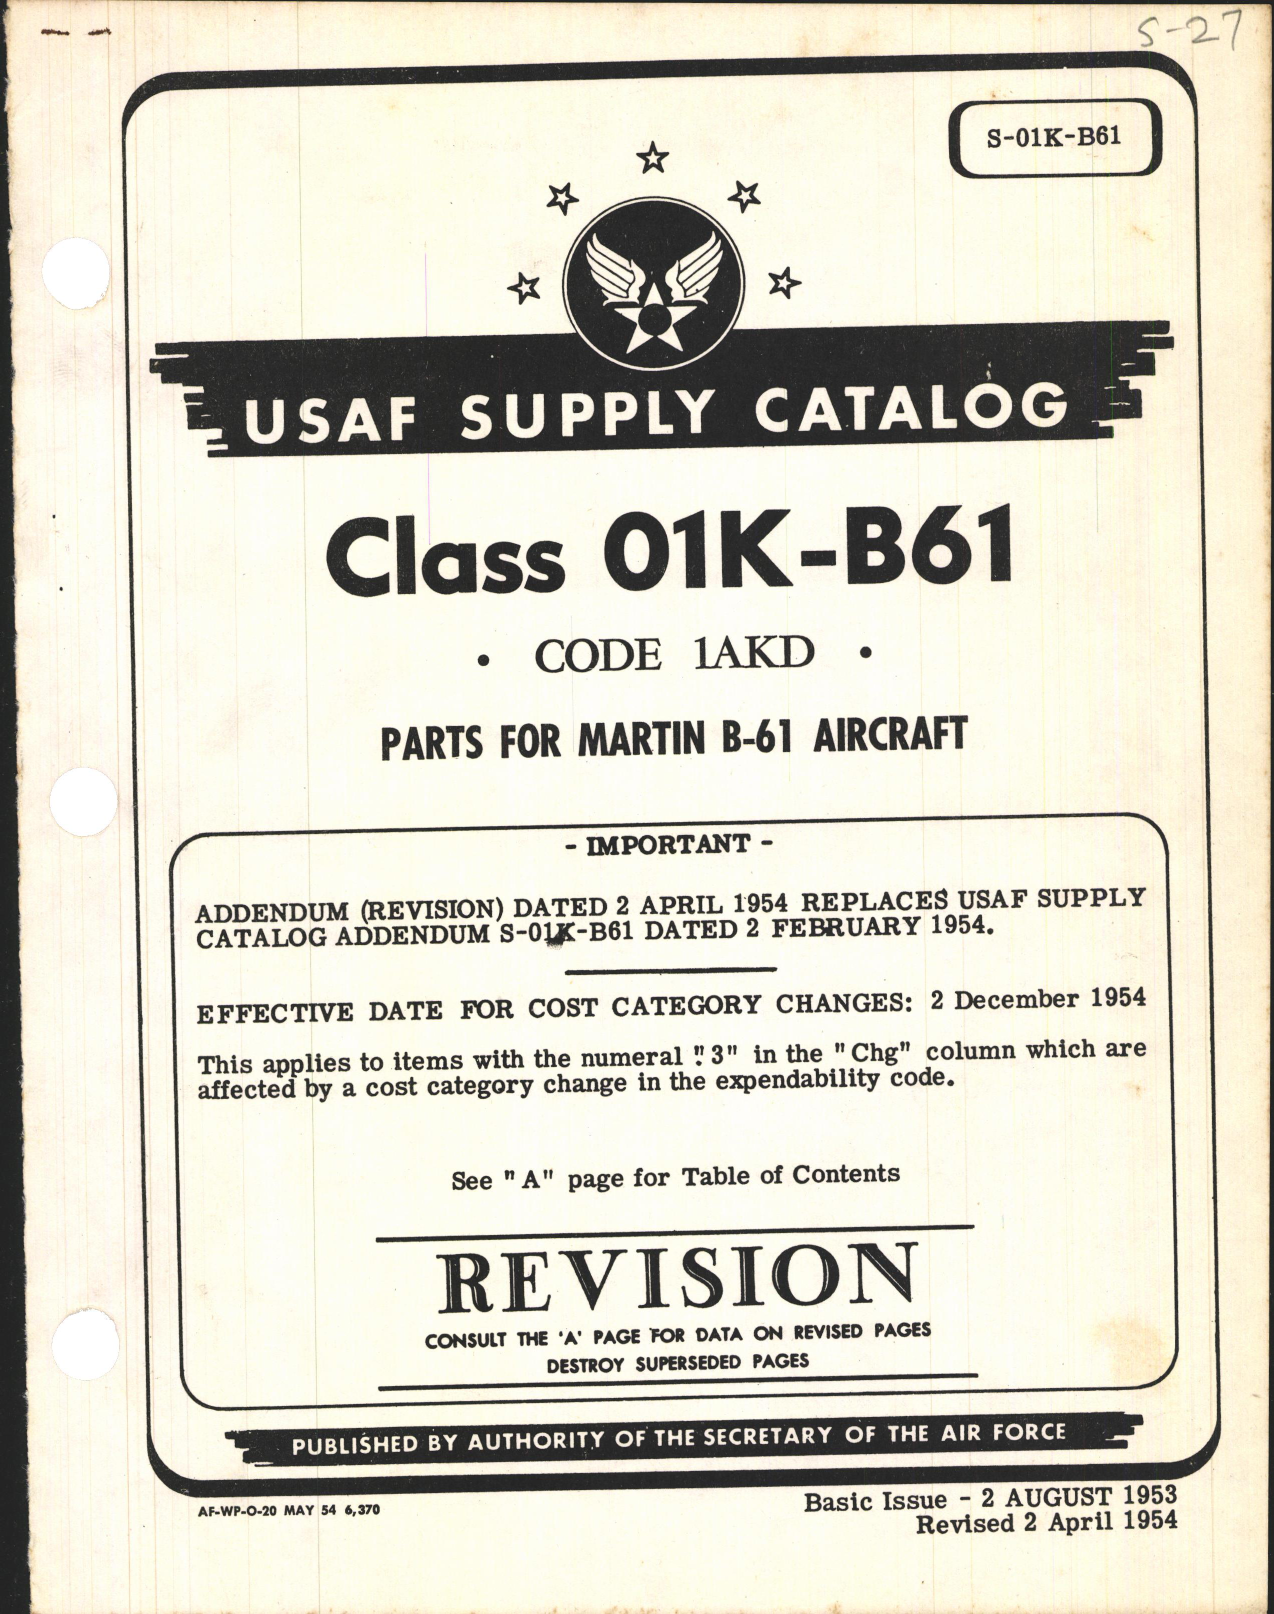 S-27
S-01K-B61
USAF SUPPLY CATALOG
Class 01K-B61
• CODE 1AKD •
PARTS FOR MARTIN B-61 AIRCRAFT
- IMPORTANT -
ADDENDUM (REVISION) DATED 2 APRIL 1954 REPLACES USAF SUPPLY
CATALOG ADDENDUM S-01K-B61 DATED 2 FEBRUARY 1954.
EFFECTIVE DATE FOR COST CATEGORY CHANGES: 2 December 1954
This applies to items with the numeral "3" in the "Chg" column which are
affected by a cost category change in the expendability code.
See "A" page for Table of Contents
REVISION
CONSULT THE 'A' PAGE FOR DATA ON REVISED PAGES
DESTROY SUPERSEDED PAGES
PUBLISHED BY AUTHORITY OF THE SECRETARY OF THE AIR FORCE
AF-WP-O-20 MAY 54 6,370
Basic Issue - 2 AUGUST 1953
Revised 2 April 1954